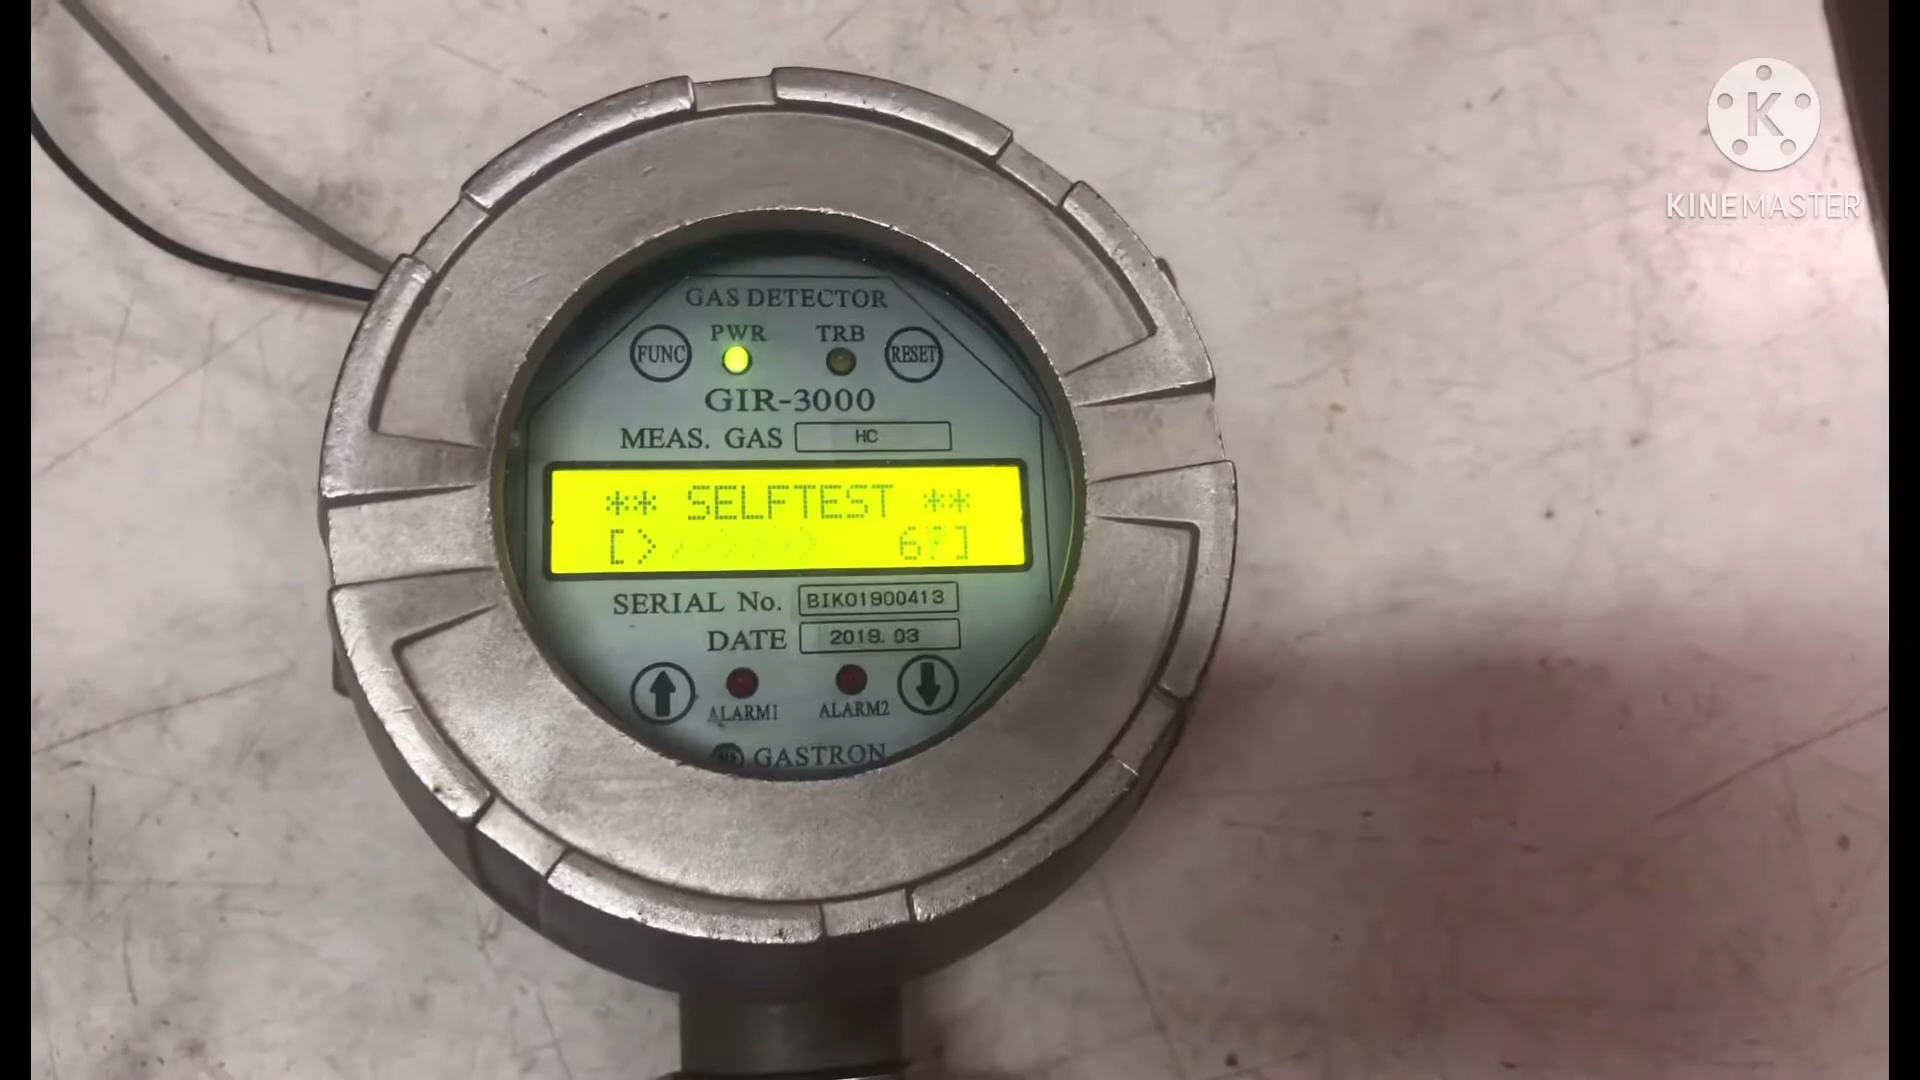 KINEMASTER
GAS DETECTOR
FUNC PWR TRB RESET
GIR-3000
MEAS. GAS HC
** SELFTEST **
SERIAL No. BIK01900413
DATE 2019.03
ALARM1 ALARM2
GASTRON